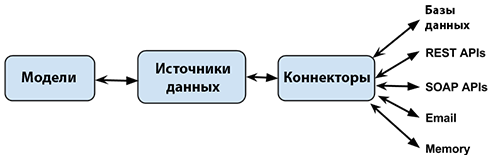 Модели
Источники
данных
Коннекторы
Базы
данных
REST APIs
SOAP APIs
Email
Memory